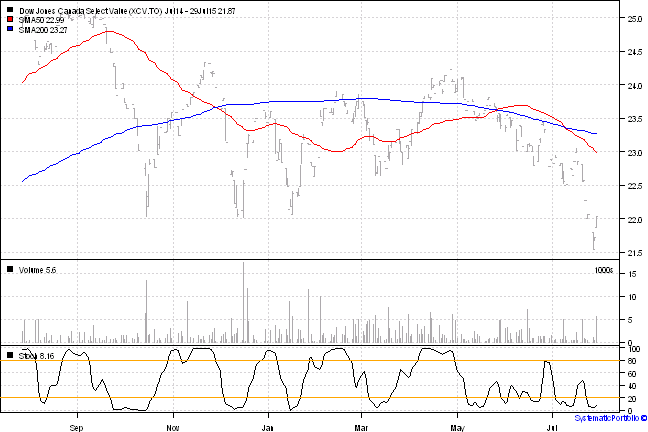 Dow Jones Canada Select Value (XCV.TO) Jul14 - 29Jul15 21.87
SMA50 22.99
SMA200 23.27
25.0
24.5
24.0
23.5
23.0
22.5
22.0
21.5
Volume 5.6
1000s
15
10
5
0
Stoch 8.16
100
80
60
40
20
0
Sep
Nov
Jan
Mar
May
Jul
SystematicPortfolio ©